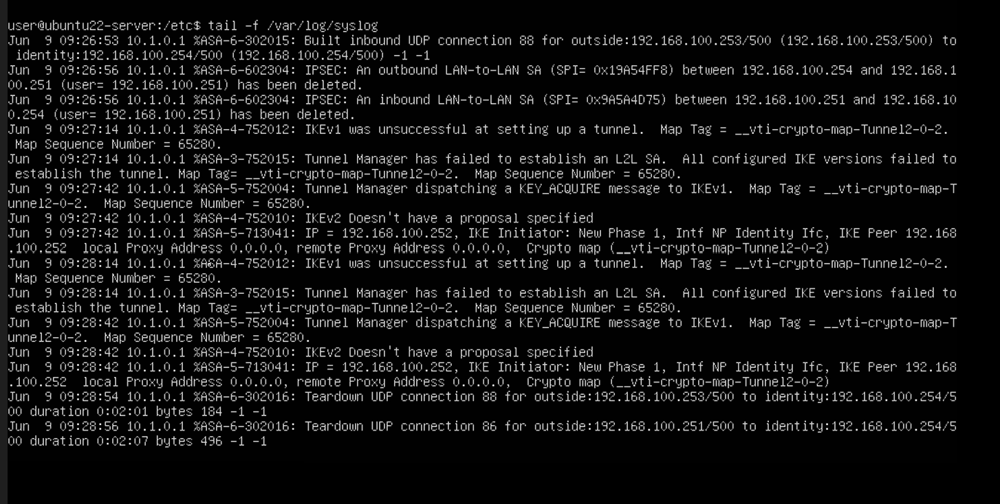 user@ubuntu22-server:/etc$ tail -f /var/log/syslog
Jun  9 09:26:53 10.1.0.1 %ASA-6-302015: Built inbound UDP connection 88 for outside:192.168.100.253/500 (192.168.100.253/500) to
 identity:192.168.100.254/500 (192.168.100.254/500) -1 -1
Jun  9 09:26:56 10.1.0.1 %ASA-6-602304: IPSEC: An outbound LAN-to-LAN SA (SPI= 0x19A54FF8) between 192.168.100.254 and 192.168.1
00.251 (user= 192.168.100.251) has been deleted.
Jun  9 09:26:56 10.1.0.1 %ASA-6-602304: IPSEC: An inbound LAN-to-LAN SA (SPI= 0x9A5A4D75) between 192.168.100.251 and 192.168.10
0.254 (user= 192.168.100.251) has been deleted.
Jun  9 09:27:14 10.1.0.1 %ASA-4-752012: IKEv1 was unsuccessful at setting up a tunnel.  Map Tag = __vti-crypto-map-Tunnel2-0-2.
 Map Sequence Number = 65280.
Jun  9 09:27:14 10.1.0.1 %ASA-3-752015: Tunnel Manager has failed to establish an L2L SA.  All configured IKE versions failed to
 establish the tunnel. Map Tag= __vti-crypto-map-Tunnel2-0-2.  Map Sequence Number = 65280.
Jun  9 09:27:42 10.1.0.1 %ASA-5-752004: Tunnel Manager dispatching a KEY_ACQUIRE message to IKEv1.  Map Tag = __vti-crypto-map-T
unnel2-0-2.  Map Sequence Number = 65280.
Jun  9 09:27:42 10.1.0.1 %ASA-4-752010: IKEv2 Doesn't have a proposal specified
Jun  9 09:27:42 10.1.0.1 %ASA-5-713041: IP = 192.168.100.252, IKE Initiator: New Phase 1, Intf NP Identity Ifc, IKE Peer 192.168
.100.252  local Proxy Address 0.0.0.0, remote Proxy Address 0.0.0.0,  Crypto map (__vti-crypto-map-Tunnel2-0-2)
Jun  9 09:28:14 10.1.0.1 %ASA-4-752012: IKEv1 was unsuccessful at setting up a tunnel.  Map Tag = __vti-crypto-map-Tunnel2-0-2.
 Map Sequence Number = 65280.
Jun  9 09:28:14 10.1.0.1 %ASA-3-752015: Tunnel Manager has failed to establish an L2L SA.  All configured IKE versions failed to
 establish the tunnel. Map Tag= __vti-crypto-map-Tunnel2-0-2.  Map Sequence Number = 65280.
Jun  9 09:28:42 10.1.0.1 %ASA-5-752004: Tunnel Manager dispatching a KEY_ACQUIRE message to IKEv1.  Map Tag = __vti-crypto-map-T
unnel2-0-2.  Map Sequence Number = 65280.
Jun  9 09:28:42 10.1.0.1 %ASA-4-752010: IKEv2 Doesn't have a proposal specified
Jun  9 09:28:42 10.1.0.1 %ASA-5-713041: IP = 192.168.100.252, IKE Initiator: New Phase 1, Intf NP Identity Ifc, IKE Peer 192.168
.100.252  local Proxy Address 0.0.0.0, remote Proxy Address 0.0.0.0,  Crypto map (__vti-crypto-map-Tunnel2-0-2)
Jun  9 09:28:54 10.1.0.1 %ASA-6-302016: Teardown UDP connection 88 for outside:192.168.100.253/500 to identity:192.168.100.254/5
00 duration 0:02:01 bytes 184 -1 -1
Jun  9 09:28:56 10.1.0.1 %ASA-6-302016: Teardown UDP connection 86 for outside:192.168.100.251/500 to identity:192.168.100.254/5
00 duration 0:02:07 bytes 496 -1 -1